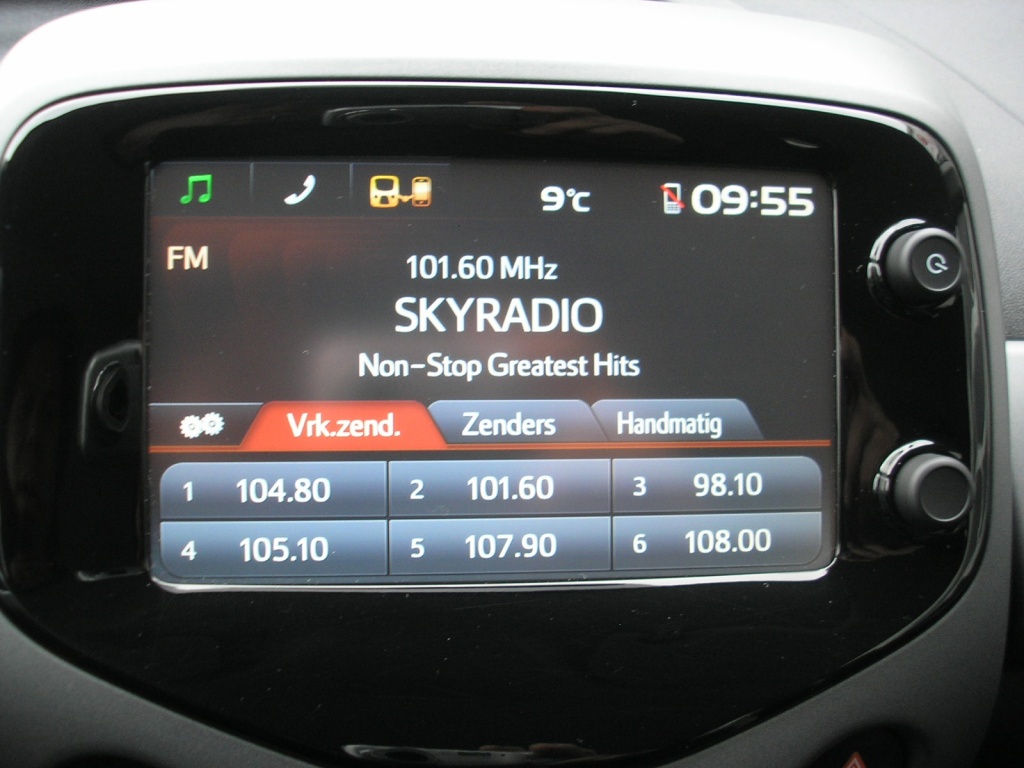 9°C 09:55
FM
101.60 MHz
SKYRADIO
Non-Stop Greatest Hits
Vrk.zend. Zenders Handmatig
1 104.80 2 101.60 3 98.10
4 105.10 5 107.90 6 108.00